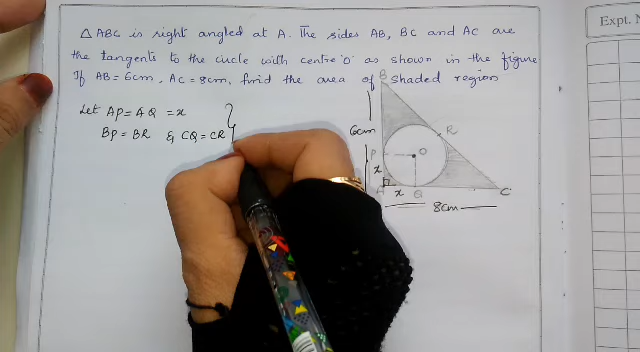 △ ABC is right angled at A. The sides AB, BC and AC are
the tangents to the circle with centre 'O' as shown in the figure
If AB = 6cm, AC = 8cm, find the area of shaded region
Let AP = AQ = x
BP = BR & CQ = CR
B
6cm
R
P
O
x
A
x
Q
C
8cm
Expt. N